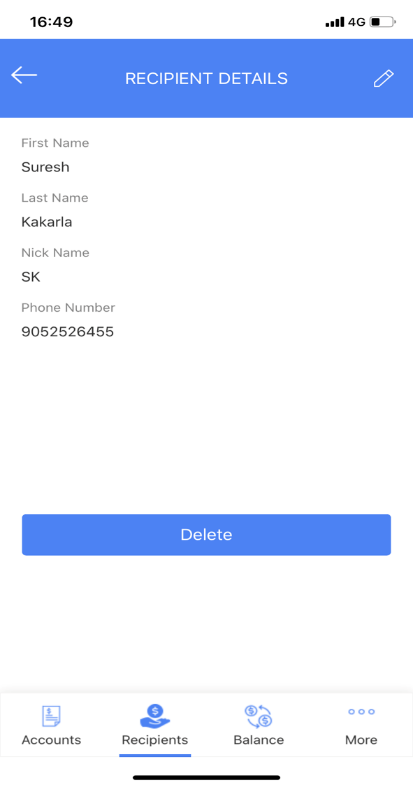 16:49
4G
RECIPIENT DETAILS
First Name
Suresh
Last Name
Kakarla
Nick Name
SK
Phone Number
9052526455
Delete
Accounts
Recipients
Balance
More